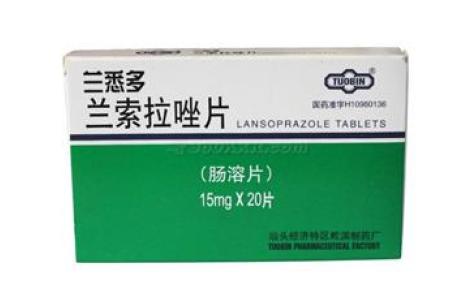 兰悉多
兰索拉唑片
TUOBIN
国药准字H10980136
LANSOPRAZOLE TABLETS
（肠溶片）
15mg X 20片
汕头经济特区鮀滨制药厂
TUOBIN PHARMACEUTICAL FACTORY